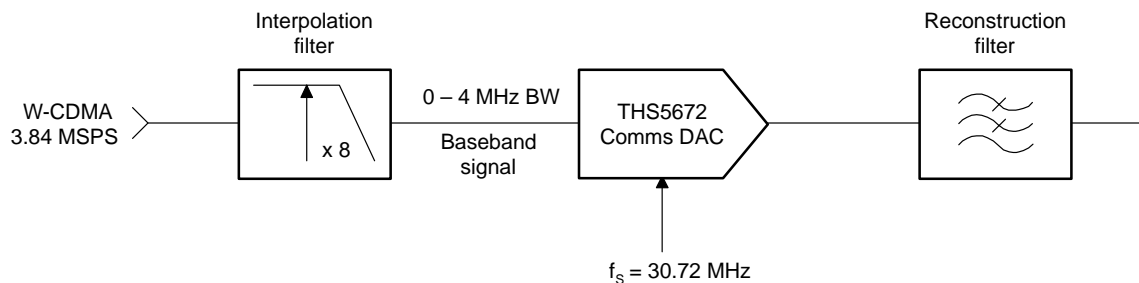 Interpolation
filter
Reconstruction
filter
W-CDMA
3.84 MSPS
x 8
0 – 4 MHz BW
Baseband
signal
THS5672
Comms DAC
fS = 30.72 MHz